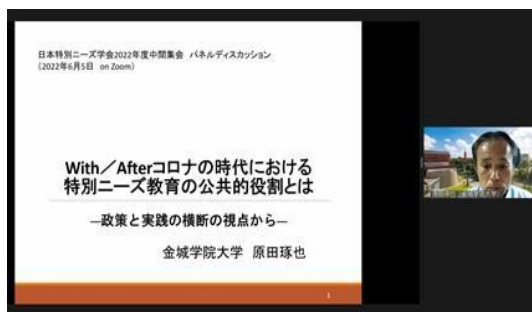 日本特別ニーズ学会2022年度中間集会　パネルディスカッション
（2022年6月5日　on Zoom）
With／Afterコロナの時代における
特別ニーズ教育の公共的役割とは
―政策と実践の横断の視点から―
金城学院大学　原田琢也
1